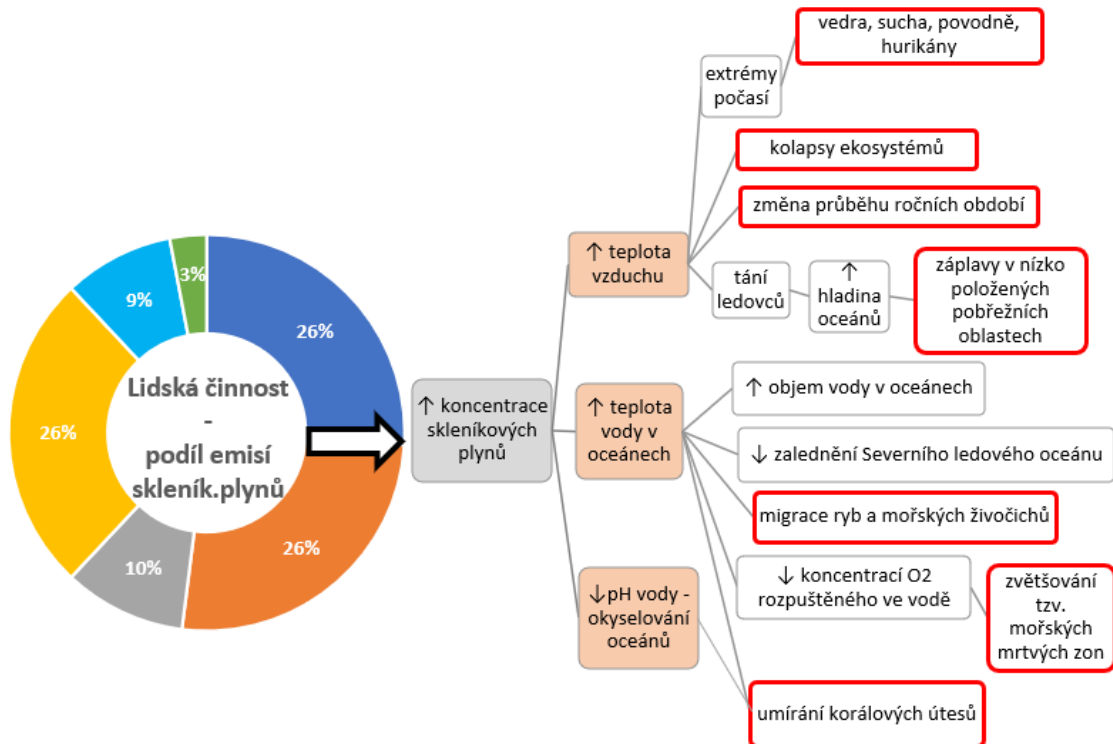 vedra, sucha, povodně,
hurikány
extrémy
počasí
kolapsy ekosystémů
změna průběhu ročních období
↑ teplota
vzduchu
tání
ledovců
↑
hladina
oceánů
záplavy v nízko
položených
pobřežních
oblastech
3%
9%
26%
26%
10%
26%
Lidská činnost
-
podíl emisí
skleník.plynů
↑ koncentrace
skleníkových
plynů
↑ teplota
vody v
oceánech
↑ objem vody v oceánech
↓ zalednění Severního ledového oceánu
migrace ryb a mořských živočichů
↓ koncentrací O2
rozpuštěného ve vodě
zvětšování
tzv.
mořských
mrtvých zon
↓pH vody -
okyselování
oceánů
umírání korálových útesů